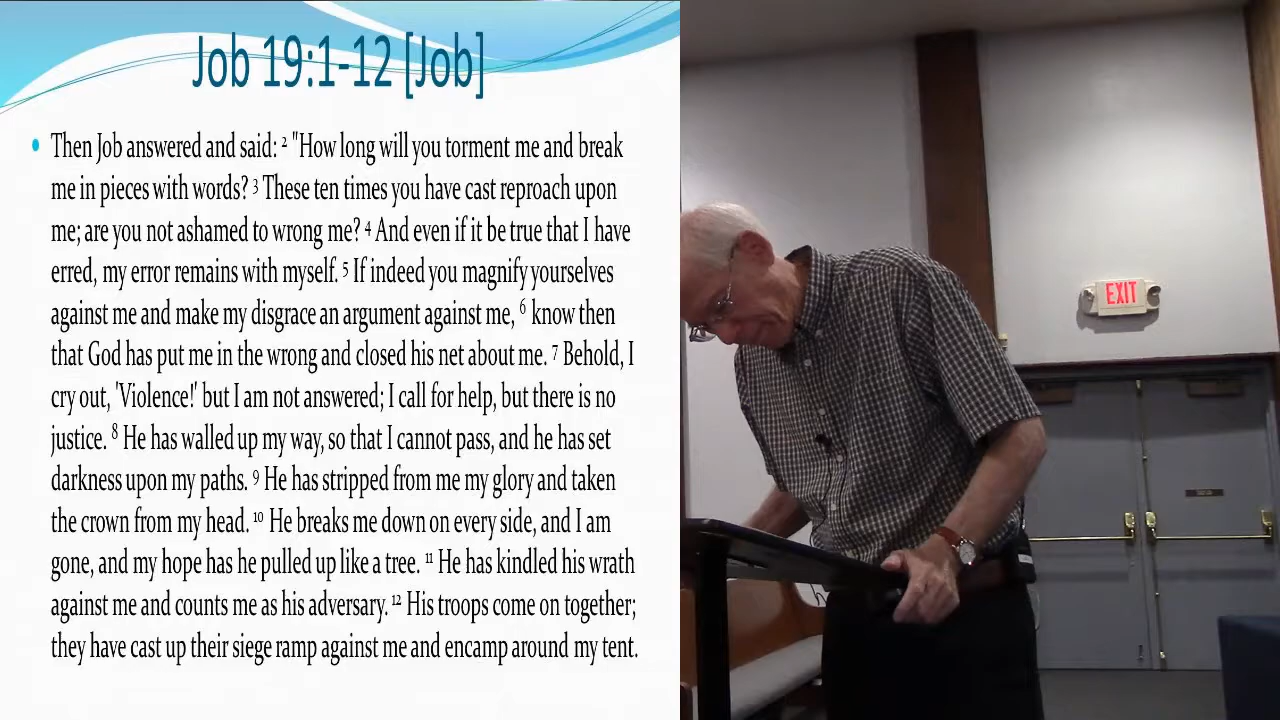 Job 19:1-12 [Job]
• Then Job answered and said: ² "How long will you torment me and break
me in pieces with words? ³ These ten times you have cast reproach upon
me; are you not ashamed to wrong me? ⁴ And even if it be true that I have
erred, my error remains with myself. ⁵ If indeed you magnify yourselves
against me and make my disgrace an argument against me, ⁶ know then
that God has put me in the wrong and closed his net about me. ⁷ Behold, I
cry out, 'Violence!' but I am not answered; I call for help, but there is no
justice. ⁸ He has walled up my way, so that I cannot pass, and he has set
darkness upon my paths. ⁹ He has stripped from me my glory and taken
the crown from my head. ¹⁰ He breaks me down on every side, and I am
gone, and my hope has he pulled up like a tree. ¹¹ He has kindled his wrath
against me and counts me as his adversary. ¹² His troops come on together;
they have cast up their siege ramp against me and encamp around my tent.
EXIT